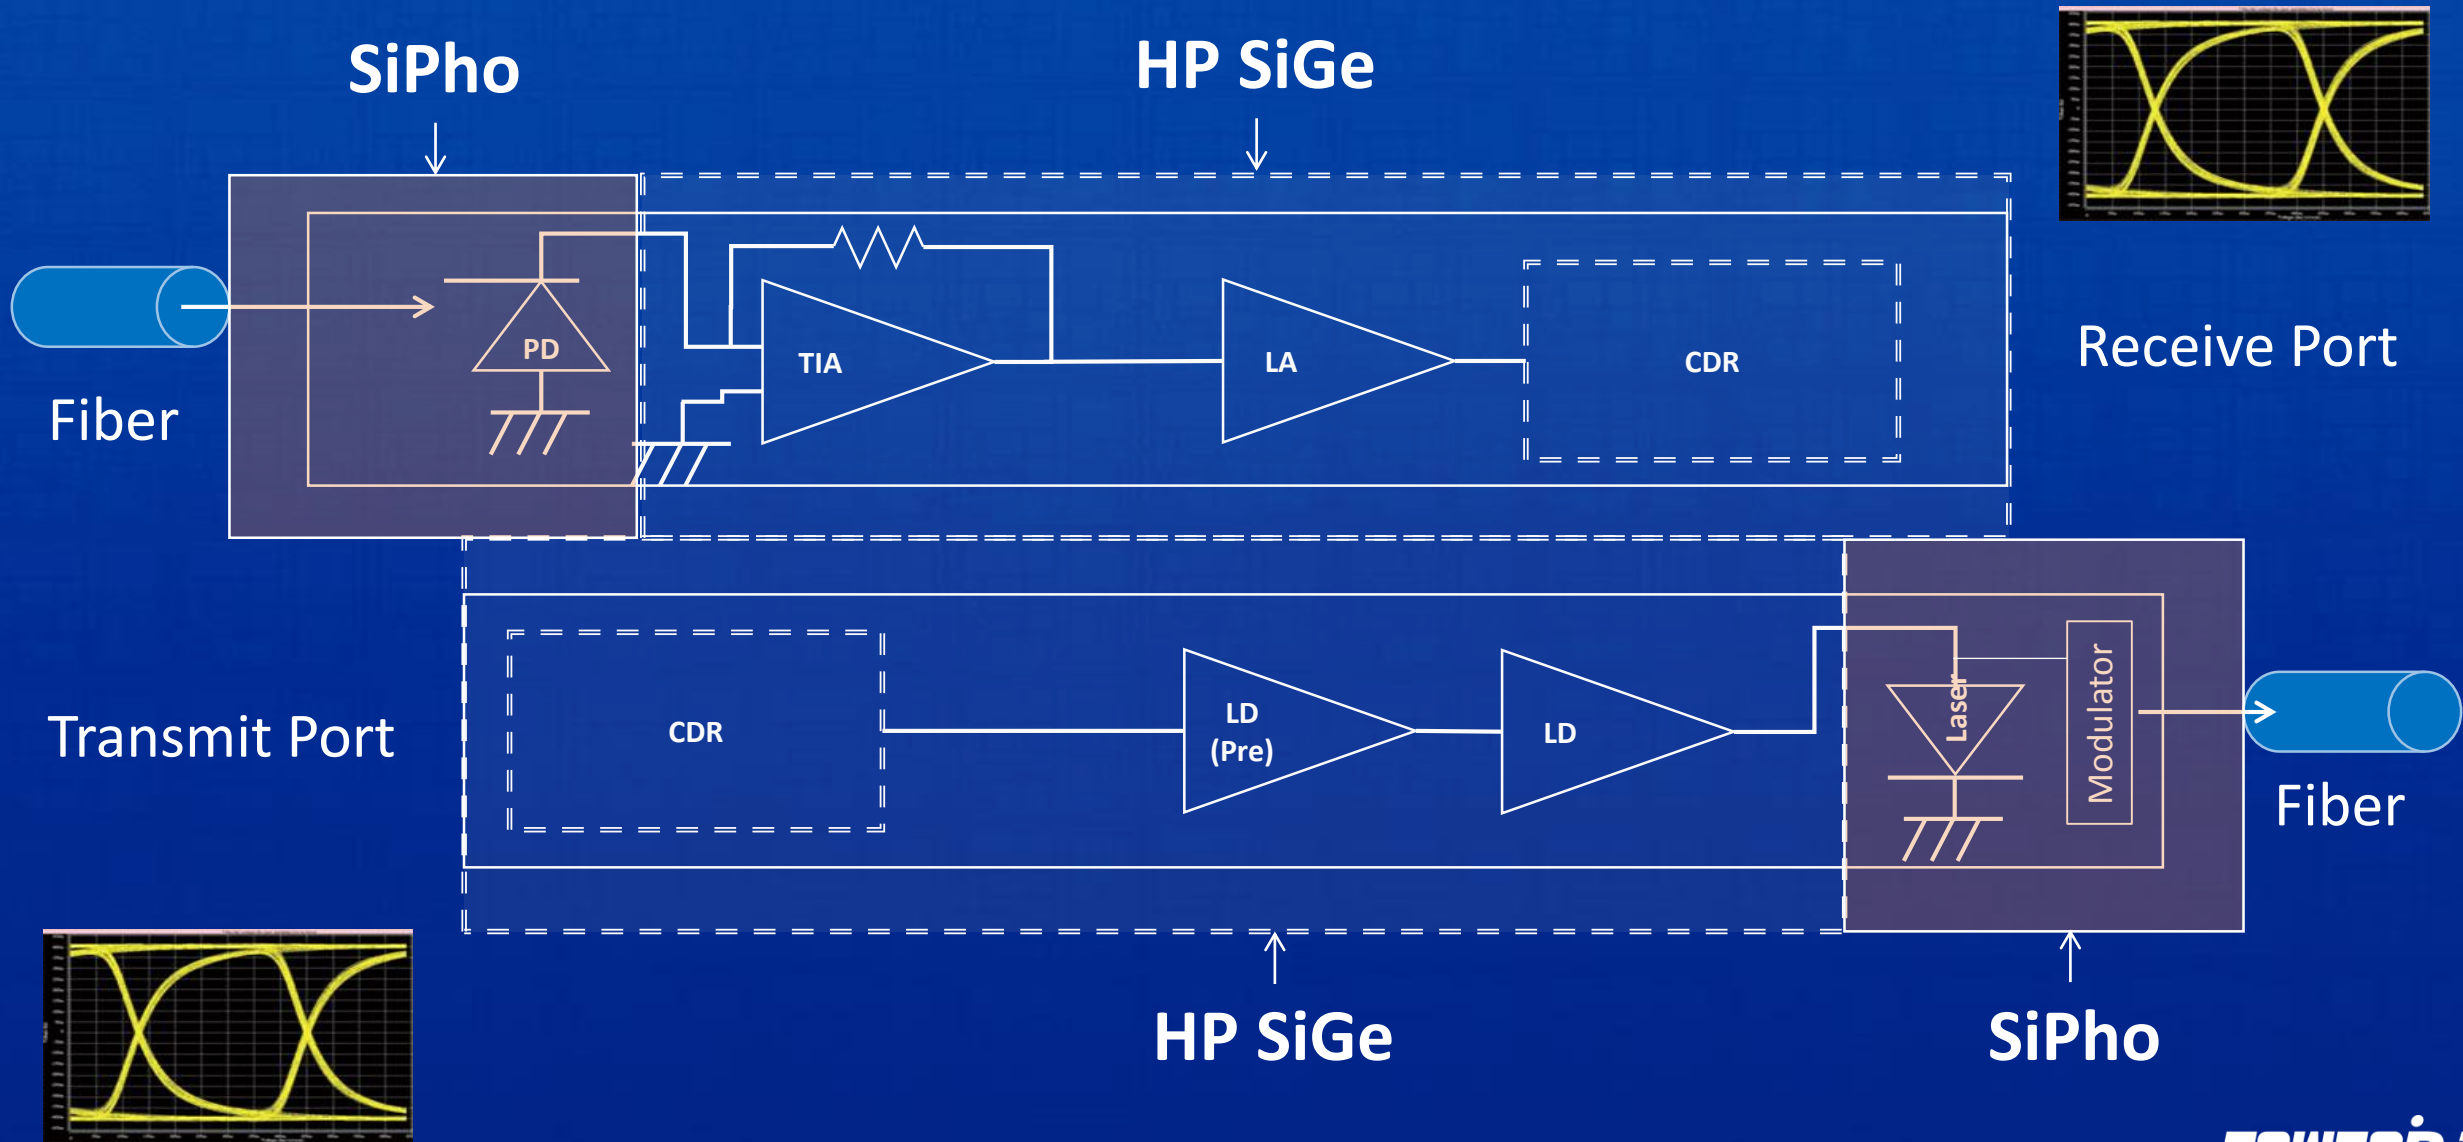 SiPho
HP SiGe
Fiber
PD
TIA
LA
CDR
Receive Port
Transmit Port
CDR
LD
(Pre)
LD
Laser
Modulator
Fiber
HP SiGe
SiPho